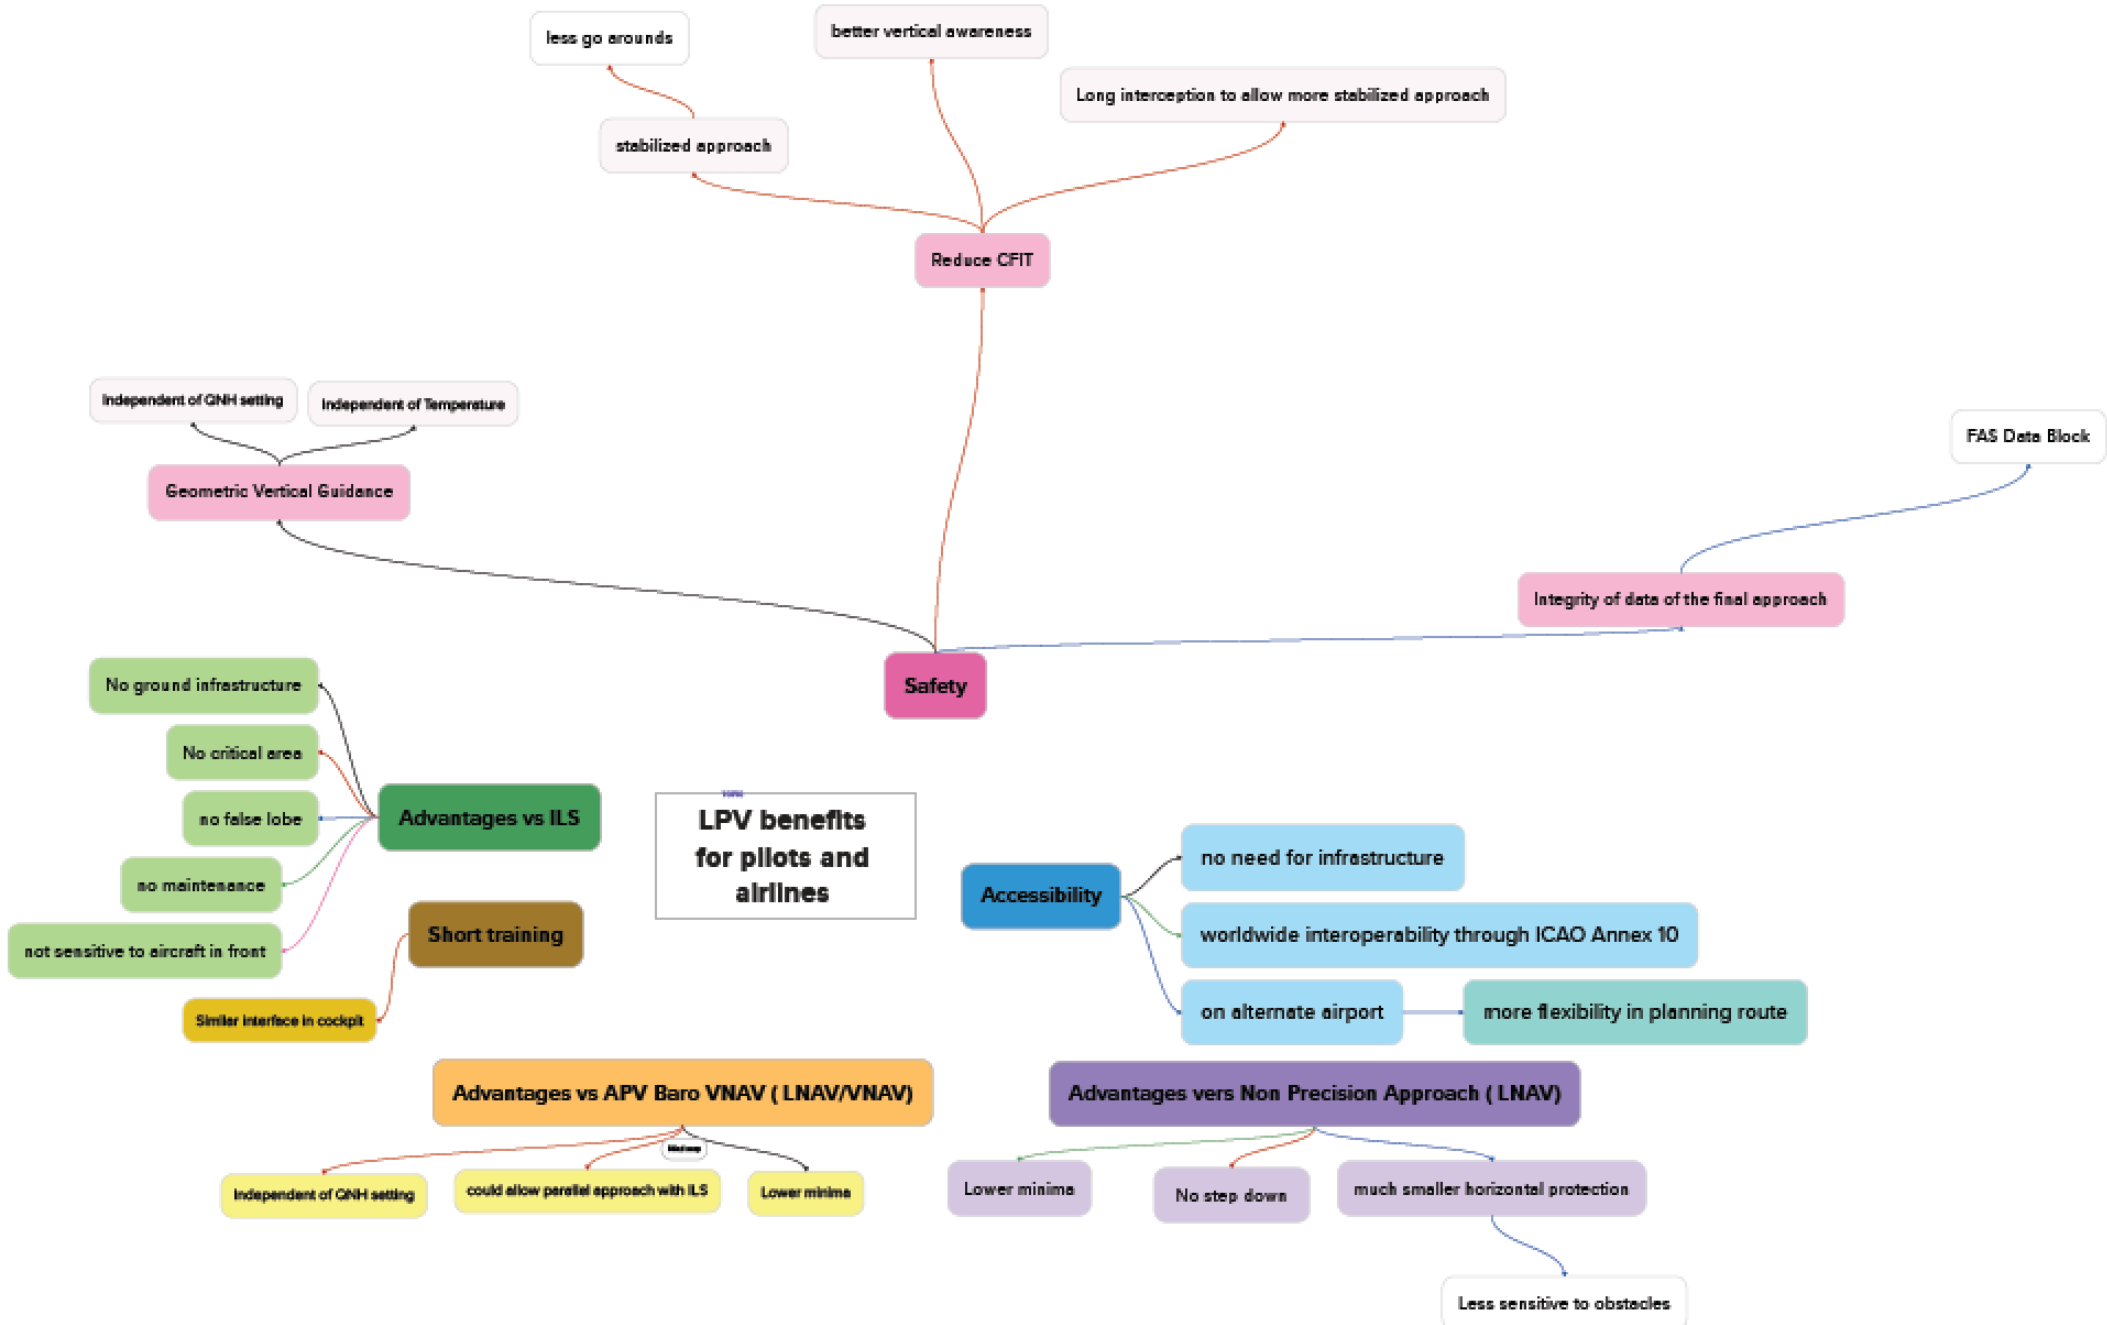 less go arounds
better vertical awareness
Long interception to allow more stabilized approach
stabilized approach
Reduce CFIT
Independent of QNH setting
Independent of Temperature
Geometric Vertical Guidance
FAS Data Block
Integrity of data of the final approach
Safety
No ground infrastructure
No critical area
no false lobe
no maintenance
not sensitive to aircraft in front
Advantages vs ILS
Short training
Similar interface in cockpit
LPV benefits
for pilots and
airlines
Accessibility
no need for infrastructure
worldwide interoperability through ICAO Annex 10
on alternate airport
more flexibility in planning route
Advantages vs APV Baro VNAV ( LNAV/VNAV)
Independent of QNH setting
could allow parallel approach with ILS
Lower minima
Advantages vers Non Precision Approach ( LNAV)
Lower minima
No step down
much smaller horizontal protection
Less sensitive to obstacles